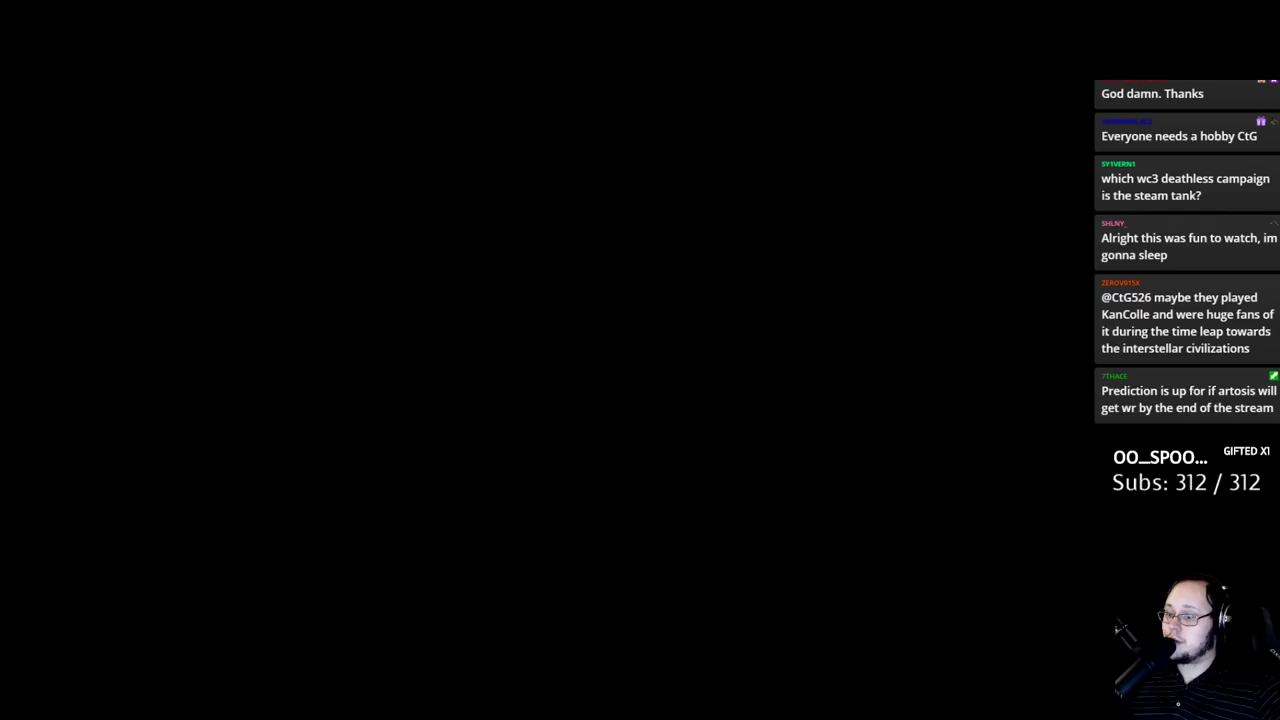 God damn. Thanks
Everyone needs a hobby CtG
SY1VERN1
which wc3 deathless campaign
is the steam tank?
SHLNY_
Alright this was fun to watch, im
gonna sleep
ZEROV915X
@CtG526 maybe they played
KanColle and were huge fans of
it during the time leap towards
the interstellar civilizations
7THACE
Prediction is up for if artosis will
get wr by the end of the stream
OO_SPOO... GIFTED X1
Subs: 312 / 312